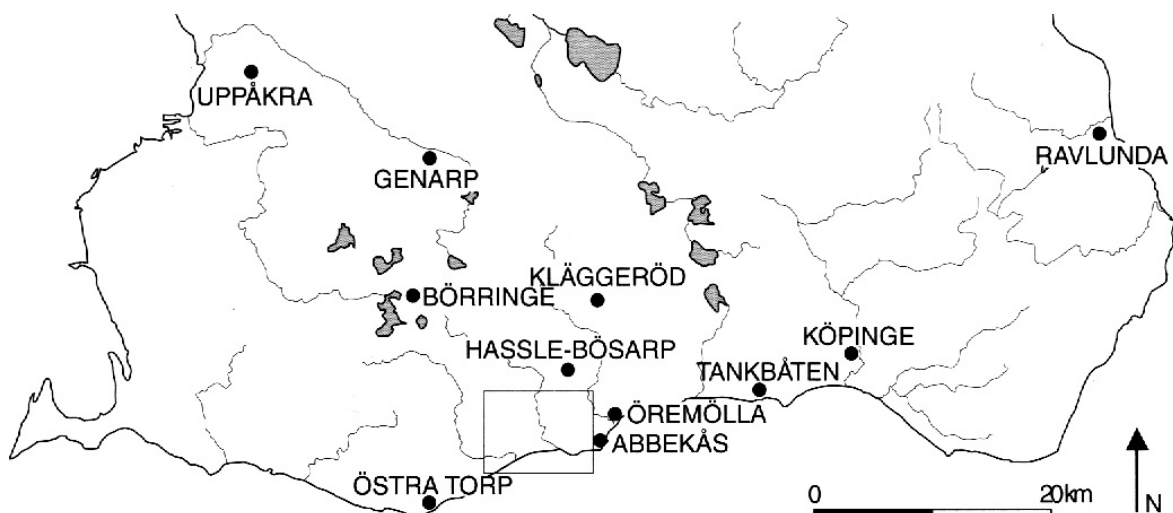 UPPÅKRA
GENARP
RAVLUNDA
KLÄGGERÖD
BÖRRINGE
HASSLE-BÖSARP
KÖPINGE
TANKBÅTEN
ÖREMÖLLA
ABBEKÅS
ÖSTRA TORP
0 20km
N